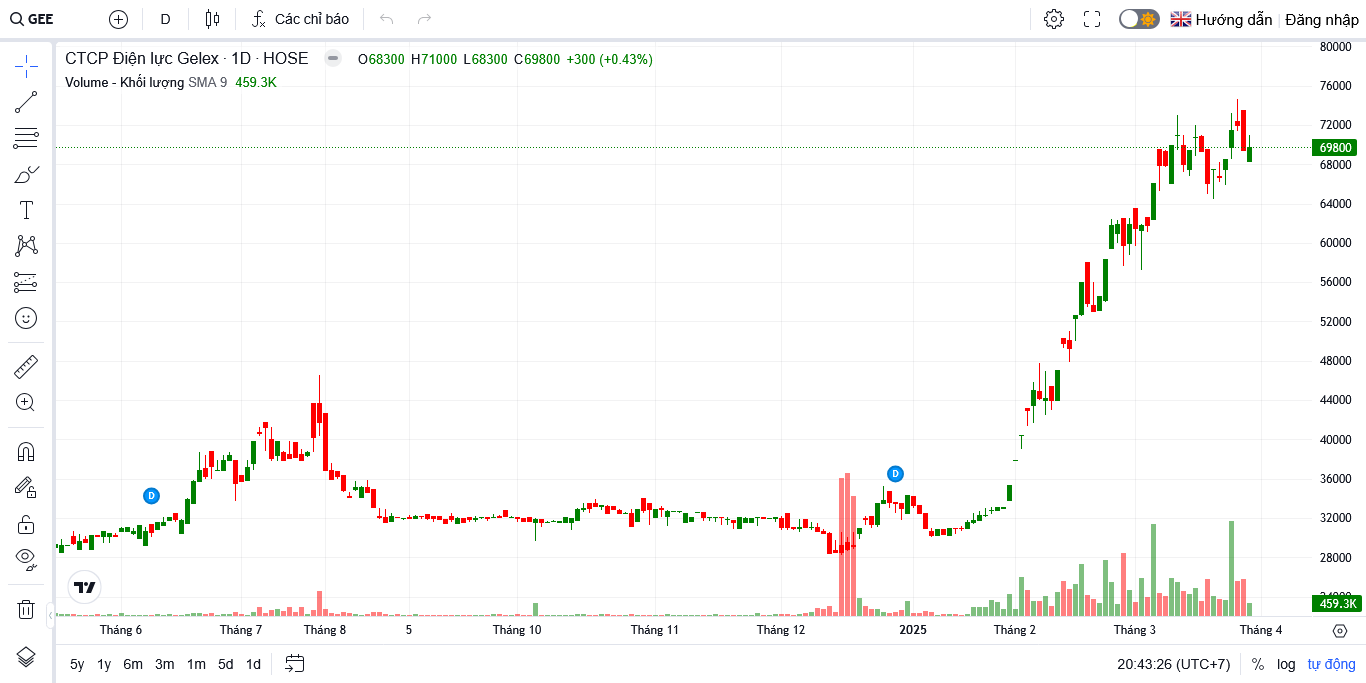 GEE D Các chỉ báo Hướng dẫn Đăng nhập
CTCP Điện lực Gelex · 1D · HOSE O68300 H71000 L68300 C69800 +300 (+0.43%)
Volume - Khối lượng SMA 9 459.3K
80000
76000
72000
69800
68000
64000
60000
56000
52000
48000
44000
40000
36000
32000
28000
459.3K
D
D
Tháng 6 Tháng 7 Tháng 8 5 Tháng 10 Tháng 11 Tháng 12 2025 Tháng 2 Tháng 3 Tháng 4
5y 1y 6m 3m 1m 5d 1d 20:43:26 (UTC+7) % log tự động